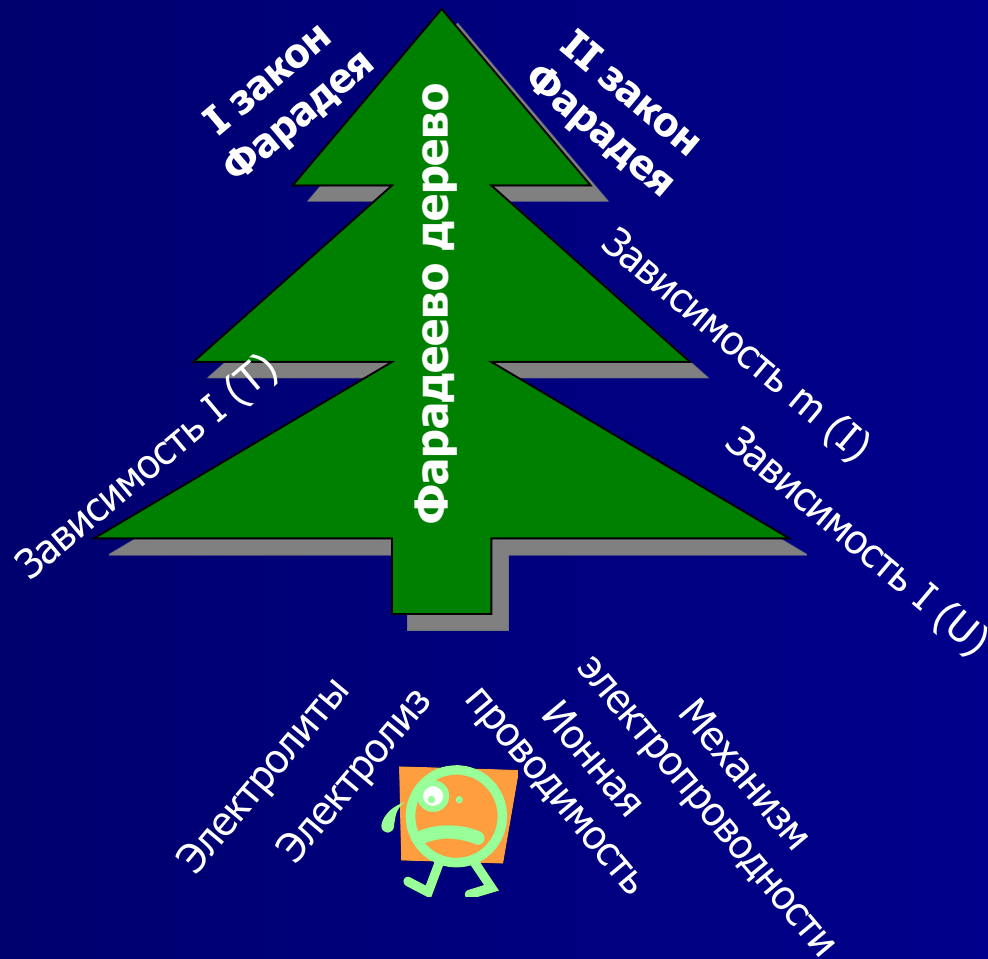 I закон
Фарадея
II закон
Фарадея
Фарадеево дерево
Зависимость m (I)
Зависимость I (T)
Зависимость I (U)
Электролиты
Электролиз
Ионная
проводимость
Механизм
электропроводности